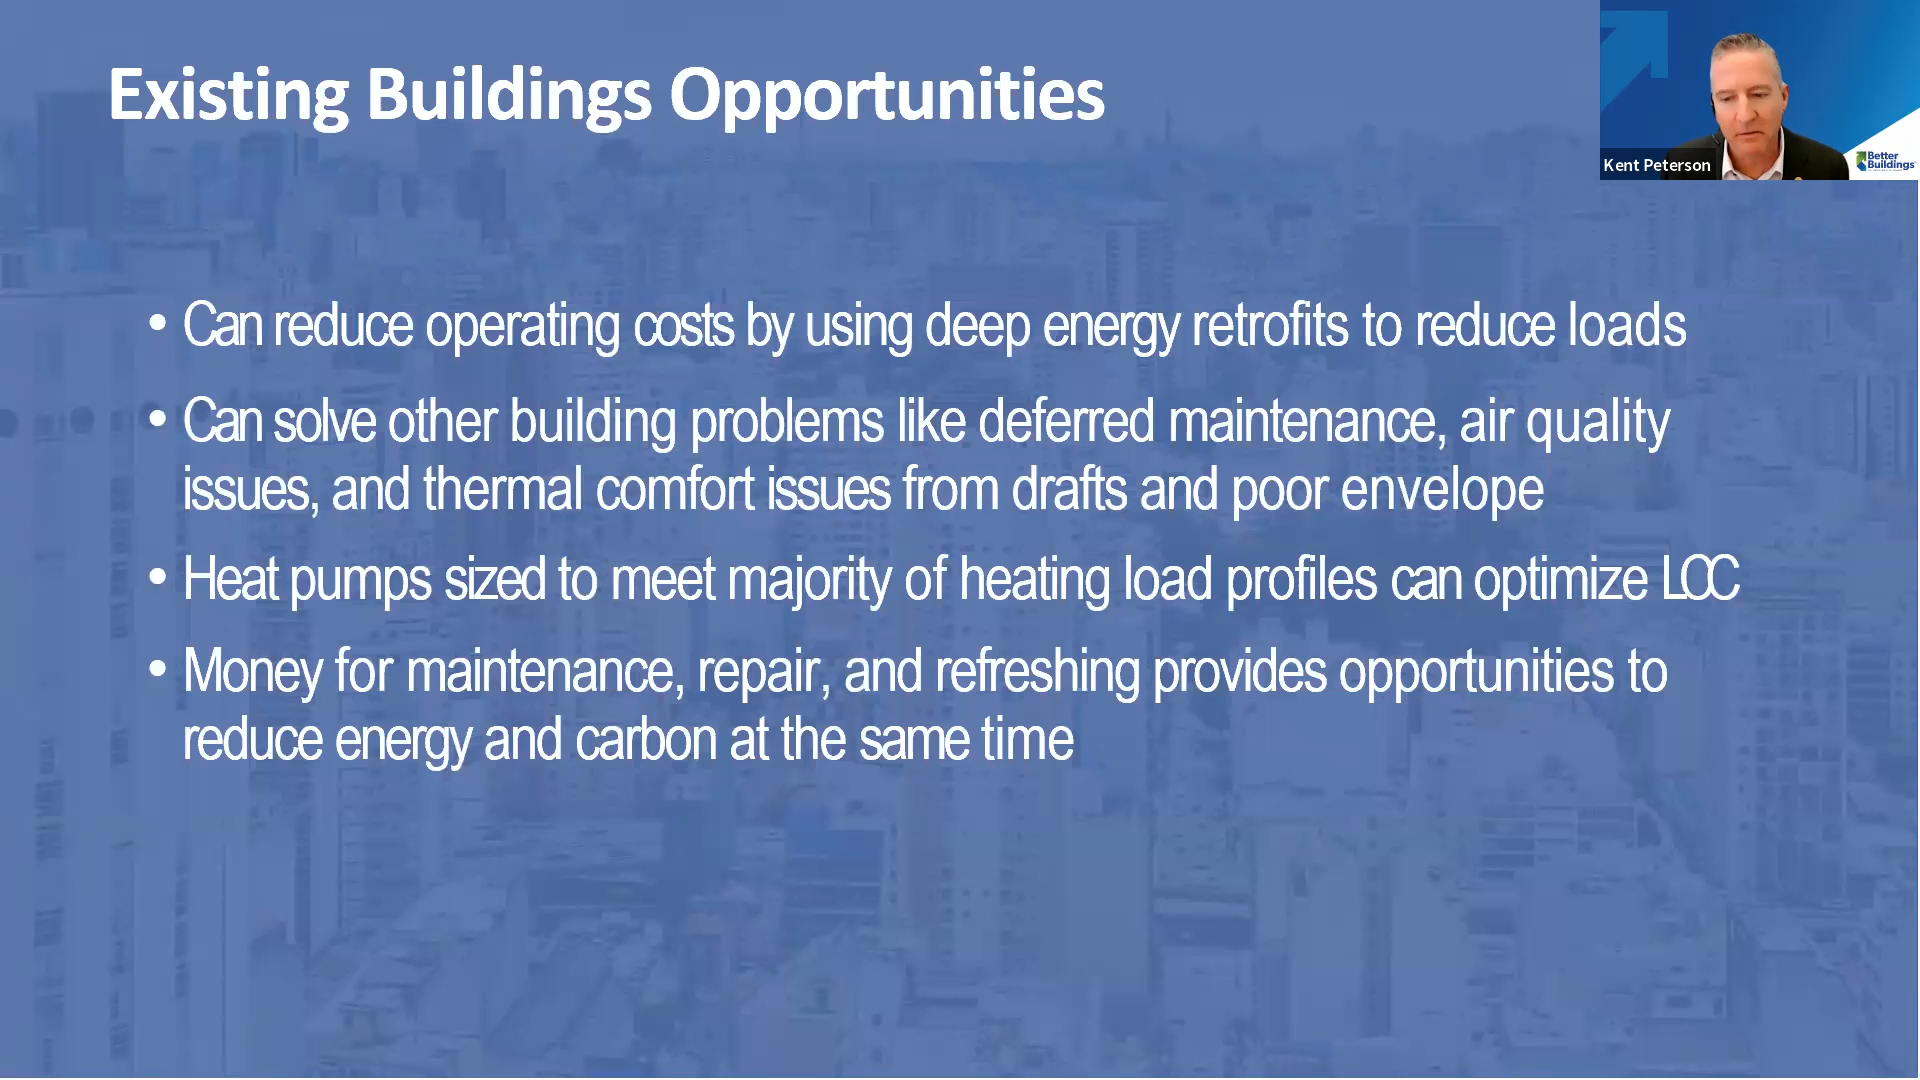 Existing Buildings Opportunities
Kent Peterson
Better
Buildings
• Can reduce operating costs by using deep energy retrofits to reduce loads
• Can solve other building problems like deferred maintenance, air quality
issues, and thermal comfort issues from drafts and poor envelope
• Heat pumps sized to meet majority of heating load profiles can optimize LCC
• Money for maintenance, repair, and refreshing provides opportunities to
reduce energy and carbon at the same time